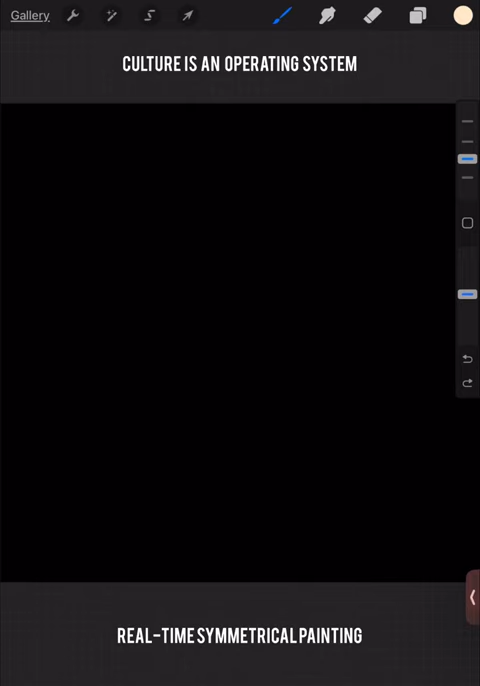 Gallery
CULTURE IS AN OPERATING SYSTEM
REAL-TIME SYMMETRICAL PAINTING